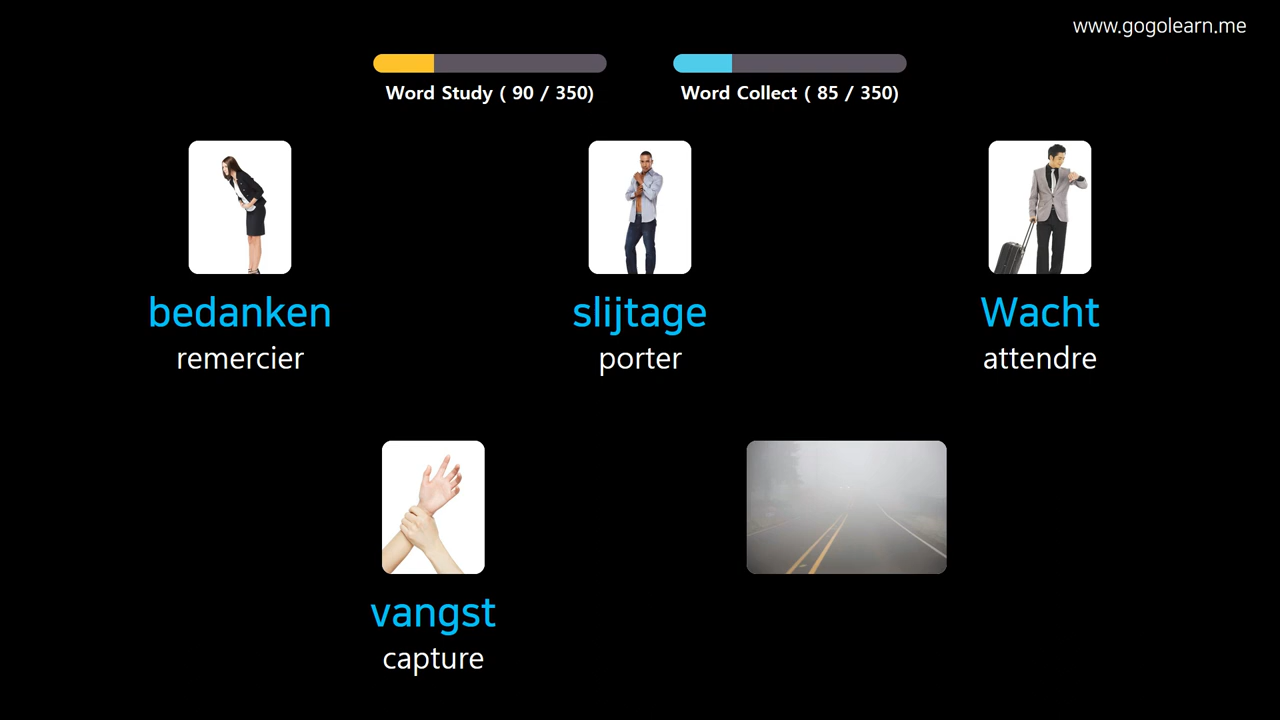 www.gogolearn.me
Word Study ( 90 / 350)
Word Collect ( 85 / 350)
bedanken
remercier
slijtage
porter
Wacht
attendre
vangst
capture